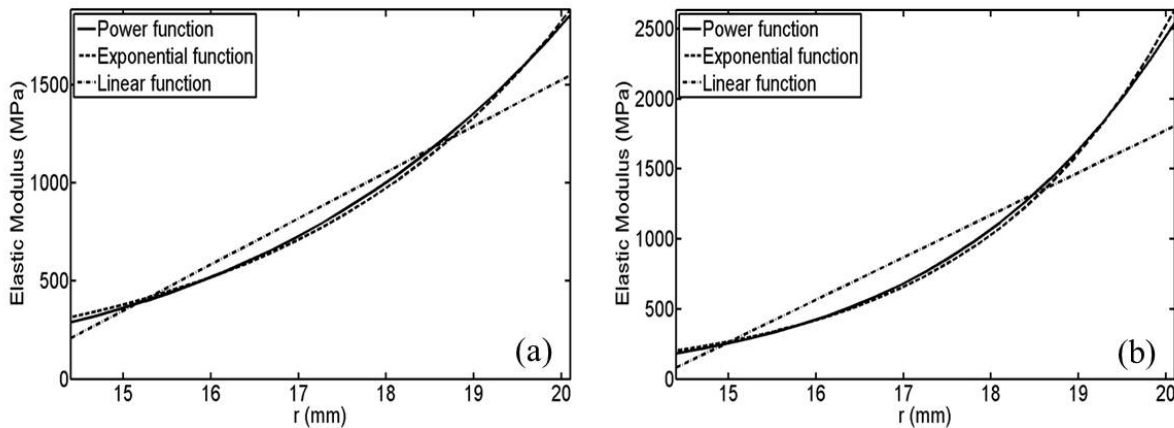 Power function
Exponential function
Linear function
Elastic Modulus (MPa)
1500
1000
500
0
15 16 17 18 19 20
r (mm)
(a)
Power function
Exponential function
Linear function
Elastic Modulus (MPa)
2500
2000
1500
1000
500
0
15 16 17 18 19 20
r (mm)
(b)